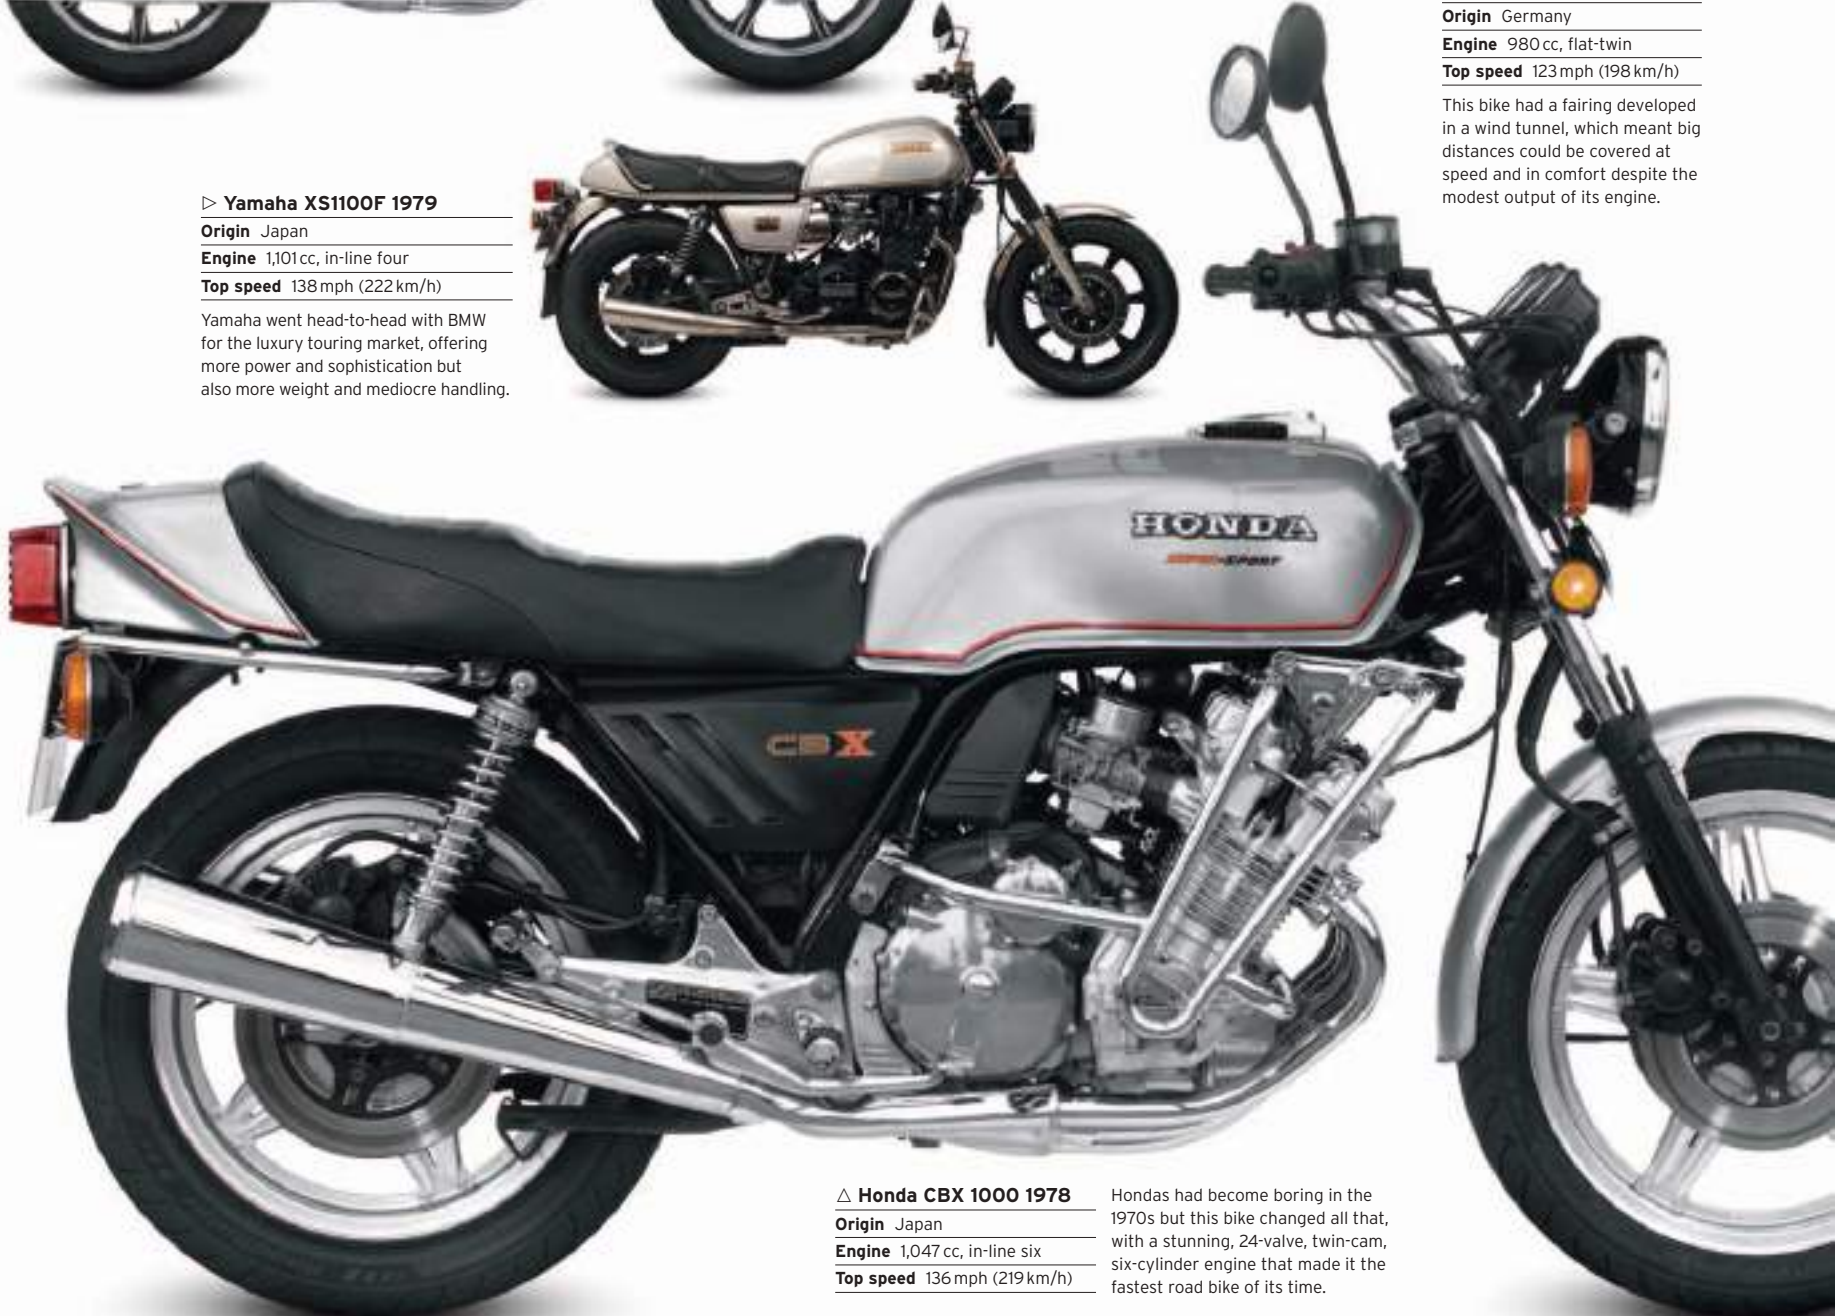 Origin Germany
Engine 980 cc, flat-twin
Top speed 123 mph (198 km/h)
This bike had a fairing developed
in a wind tunnel, which meant big
distances could be covered at
speed and in comfort despite the
modest output of its engine.
▷ Yamaha XS1100F 1979
Origin Japan
Engine 1,101 cc, in-line four
Top speed 138 mph (222 km/h)
Yamaha went head-to-head with BMW
for the luxury touring market, offering
more power and sophistication but
also more weight and mediocre handling.
HONDA
SUPER-SPORT
CBX
△ Honda CBX 1000 1978
Origin Japan
Engine 1,047 cc, in-line six
Top speed 136 mph (219 km/h)
Hondas had become boring in the
1970s but this bike changed all that,
with a stunning, 24-valve, twin-cam,
six-cylinder engine that made it the
fastest road bike of its time.